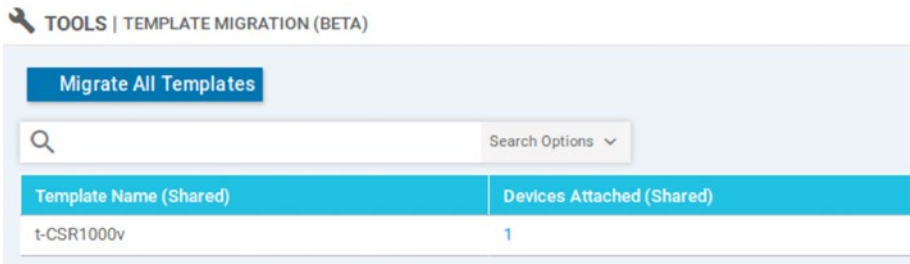 TOOLS | TEMPLATE MIGRATION (BETA)
Migrate All Templates
Search Options
Template Name (Shared) Devices Attached (Shared)
t-CSR1000v 1